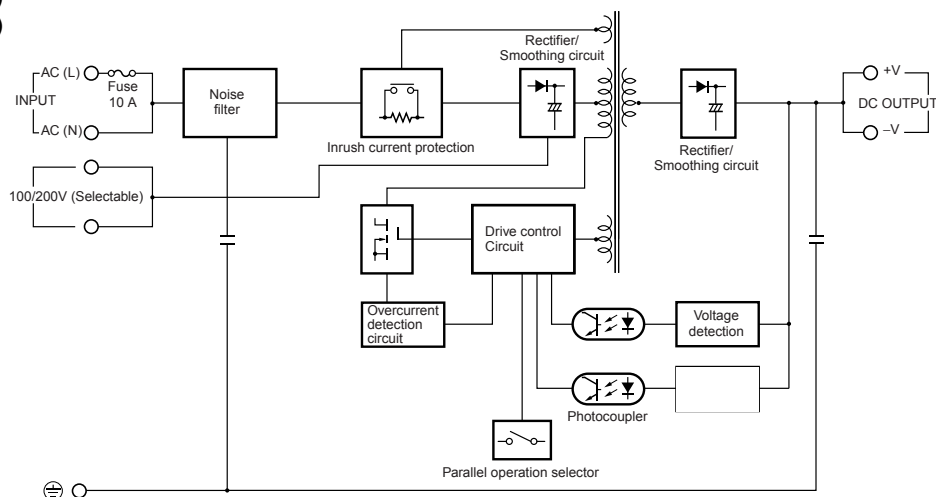 Rectifier/
Smoothing circuit
AC (L)
Fuse
10 A
INPUT
AC (N)
Noise
filter
Inrush current protection
+V
DC OUTPUT
–V
Rectifier/
Smoothing circuit
100/200V (Selectable)
Drive control
Circuit
Overcurrent
detection
circuit
Voltage
detection
Photocoupler
Parallel operation selector